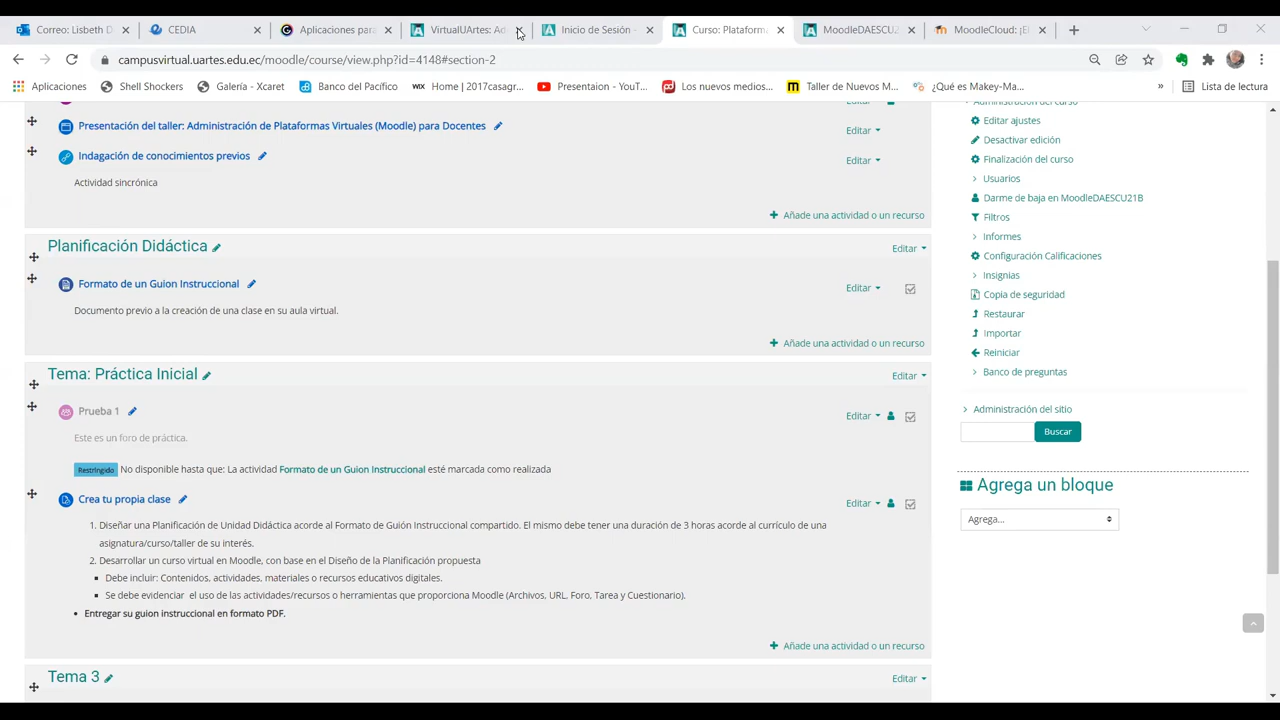 Correo: Lisbeth D
CEDIA
Aplicaciones para
VirtualUArtes: Ad
Inicio de Sesión
Curso: Plataforma
MoodleDAESCU2
MoodleCloud: ¡El
campusvirtual.uartes.edu.ec/moodle/course/view.php?id=4148#section-2
Aplicaciones
Shell Shockers
Galería - Xcaret
Banco del Pacífico
WIX Home | 2017casagr...
Presentaion - YouT...
Los nuevos medios...
Taller de Nuevos M...
¿Qué es Makey-Ma...
»
Lista de lectura
Administración del curso
Editar
Presentación del taller: Administración de Plataformas Virtuales (Moodle) para Docentes
Editar
Indagación de conocimientos previos
Editar
Actividad sincrónica
Añade una actividad o un recurso
Planificación Didáctica
Editar
Formato de un Guion Instruccional
Editar
Documento previo a la creación de una clase en su aula virtual.
Añade una actividad o un recurso
Tema: Práctica Inicial
Editar
Prueba 1
Editar
Este es un foro de práctica.
Restringido No disponible hasta que: La actividad Formato de un Guion Instruccional esté marcada como realizada
Crea tu propia clase
Editar
1. Diseñar una Planificación de Unidad Didáctica acorde al Formato de Guión Instruccional compartido. El mismo debe tener una duración de 3 horas acorde al currículo de una
asignatura/curso/taller de su interés.
2. Desarrollar un curso virtual en Moodle, con base en el Diseño de la Planificación propuesta
Debe incluir: Contenidos, actividades, materiales o recursos educativos digitales.
Se debe evidenciar el uso de las actividades/recursos o herramientas que proporciona Moodle (Archivos, URL, Foro, Tarea y Cuestionario).
Entregar su guion instruccional en formato PDF.
Añade una actividad o un recurso
Tema 3
Editar
Editar ajustes
Desactivar edición
Finalización del curso
Usuarios
Darme de baja en MoodleDAESCU21B
Filtros
Informes
Configuración Calificaciones
Insignias
Copia de seguridad
Restaurar
Importar
Reiniciar
Banco de preguntas
Administración del sitio
Buscar
Agrega un bloque
Agrega...